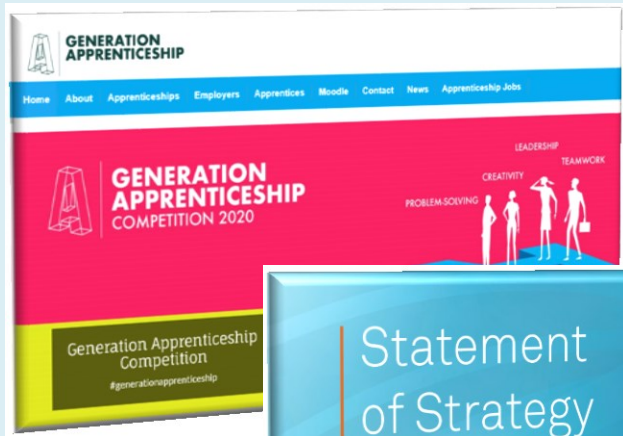 GENERATION
APPRENTICESHIP
Home About Apprenticeships Employers Apprentices Moodle Contact News Apprenticeship Jobs
GENERATION
APPRENTICESHIP
COMPETITION 2020
LEADERSHIP
TEAMWORK
CREATIVITY
PROBLEM-SOLVING
Generation Apprenticeship
Competition
#generationapprenticeship
Statement
of Strategy